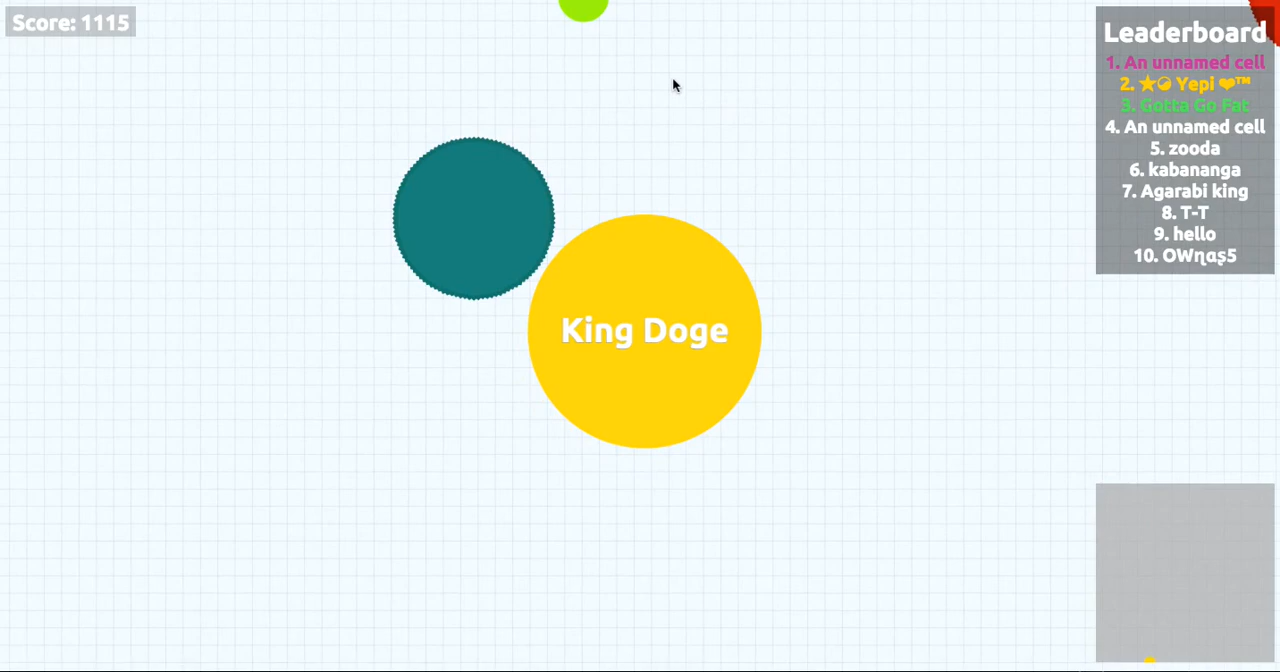 Score: 1115
Leaderboard
1. An unnamed cell
2. ★☯ Yepi ❤™
3. Gotta Go Fat
4. An unnamed cell
5. zooda
6. kabananga
7. Agarabi king
8. T-T
9. hello
10. OWɳαȿ5
King Doge